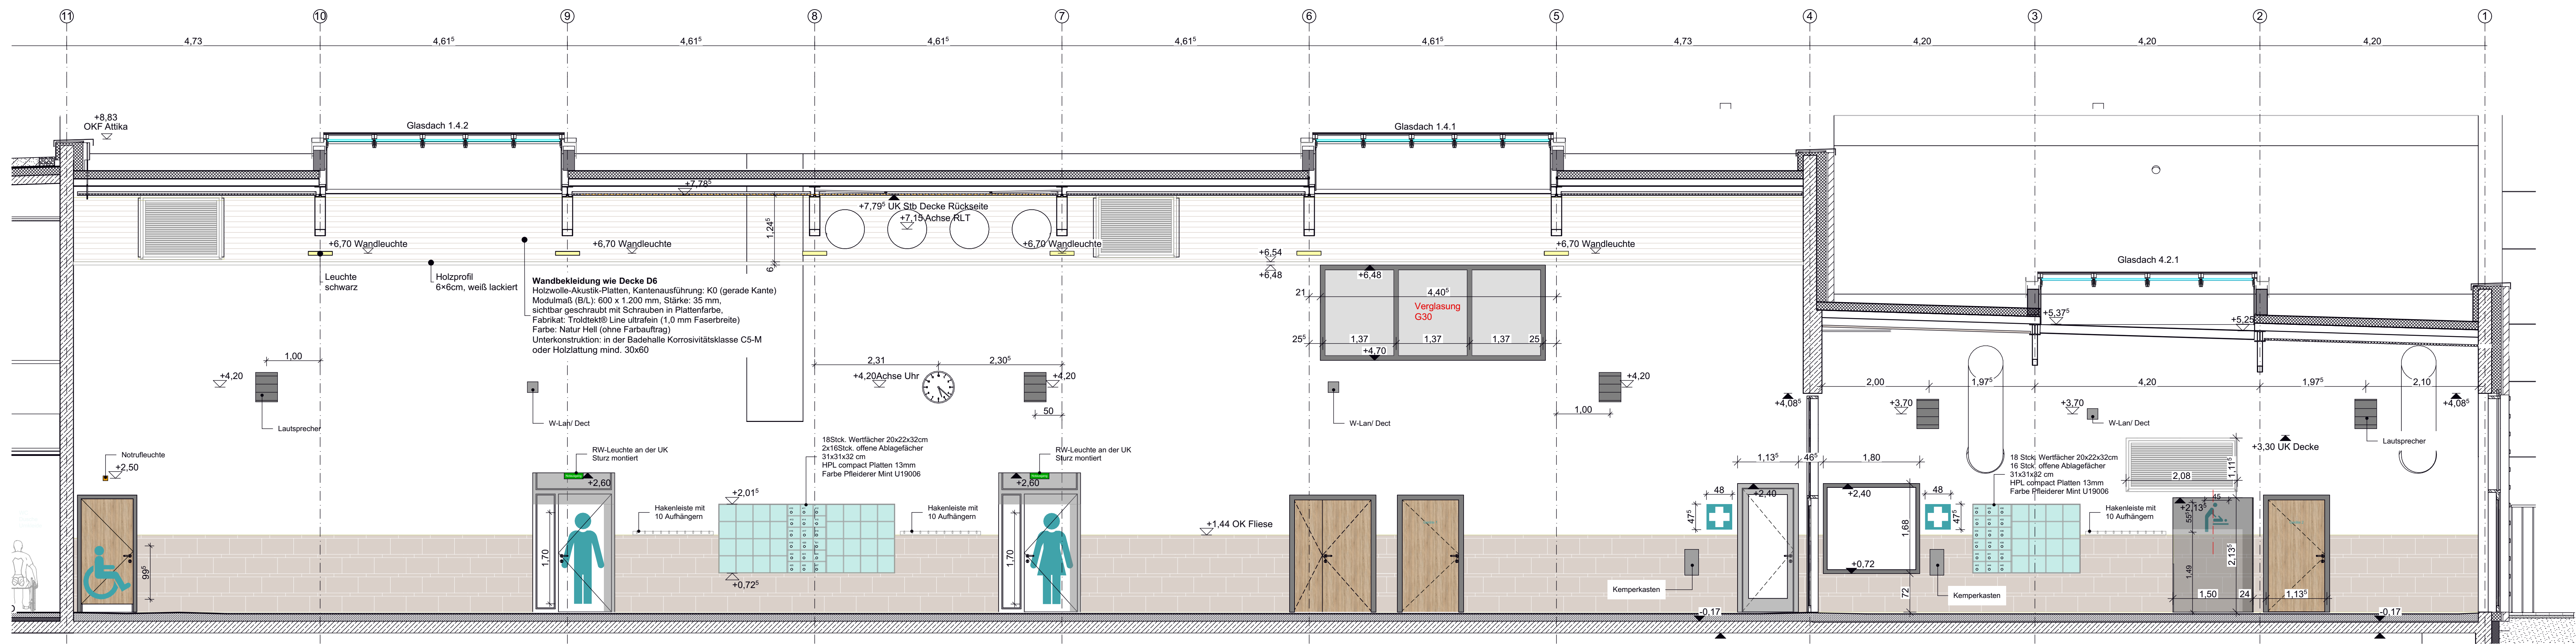 11 10 9 8 7 6 5 4 3 2 1
4,73 4,61⁵ 4,61⁵ 4,61⁵ 4,61⁵ 4,61⁵ 4,73 4,20 4,20 4,20
+8,83
OKF Attika
Glasdach 1.4.2
Glasdach 1.4.1
+7,78⁵
+7,79⁵ UK Stb Decke Rückseite
+7,15 Achse RLT
1,24⁵
6
+6,70 Wandleuchte
+6,70 Wandleuchte
+6,70 Wandleuchte
+6,70 Wandleuchte
+6,54
+6,48
Leuchte
schwarz
Holzprofil
6×6cm, weiß lackiert
Wandbekleidung wie Decke D6
Holzwolle-Akustik-Platten, Kantenausführung: K0 (gerade Kante)
Modulmaß (B/L): 600 x 1.200 mm, Stärke: 35 mm,
sichtbar geschraubt mit Schrauben in Plattenfarbe,
Fabrikat: Troldtekt® Line ultrafein (1,0 mm Faserbreite)
Farbe: Natur Hell (ohne Farbauftrag)
Unterkonstruktion: in der Badehalle Korrosivitätsklasse C5-M
oder Holzlattung mind. 30x60
+6,48
21
4,40⁵
Verglasung
G30
25⁵ 1,37 1,37 1,37 25
+4,70
Glasdach 4.2.1
+5,37⁵
+5,25
1,00
+4,20
Lautsprecher
W-Lan/ Dect
2,31
2,30⁵
+4,20Achse Uhr
+4,20
50
W-Lan/ Dect
+4,20
1,00
2,00 1,97⁵ 4,20 1,97⁵ 2,10
+4,08⁵
+3,70
+3,70
+4,08⁵
W-Lan/ Dect
Lautsprecher
+3,30 UK Decke
Notrufleuchte
+2,50
RW-Leuchte an der UK
Sturz montiert
+2,60
18Stck. Wertfächer 20x22x32cm
2x16Stck. offene Ablagefächer
31x31x32 cm
HPL compact Platten 13mm
Farbe Pfleiderer Mint U19006
RW-Leuchte an der UK
Sturz montiert
+2,60
1,13⁵
46⁵
1,80
18 Stck. Wertfächer 20x22x32cm
16 Stck. offene Ablagefächer
31x31x32 cm
HPL compact Platten 13mm
Farbe Pfleiderer Mint U19006
2,08
1,11⁵
+2,01⁵
Hakenleiste mit
10 Aufhängern
Hakenleiste mit
10 Aufhängern
+1,44 OK Fliese
48
47⁵
+2,40
+2,40
48
47⁵
1,68
Hakenleiste mit
10 Aufhängern
+2,13⁵
45
55⁵
99⁵
1,70
1,70
+0,72⁵
+0,72
72
1,49
2,13⁵
Kemperkasten
Kemperkasten
1,50 24 1,13⁵
-0,17
-0,17